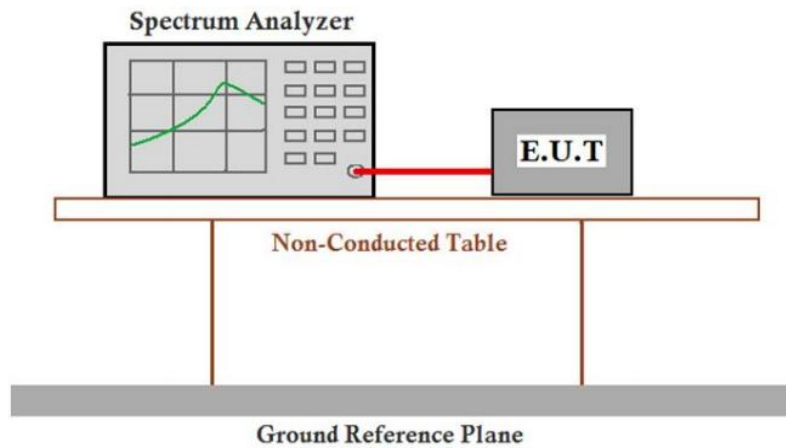 Spectrum Analyzer
E.U.T
Non-Conducted Table
Ground Reference Plane